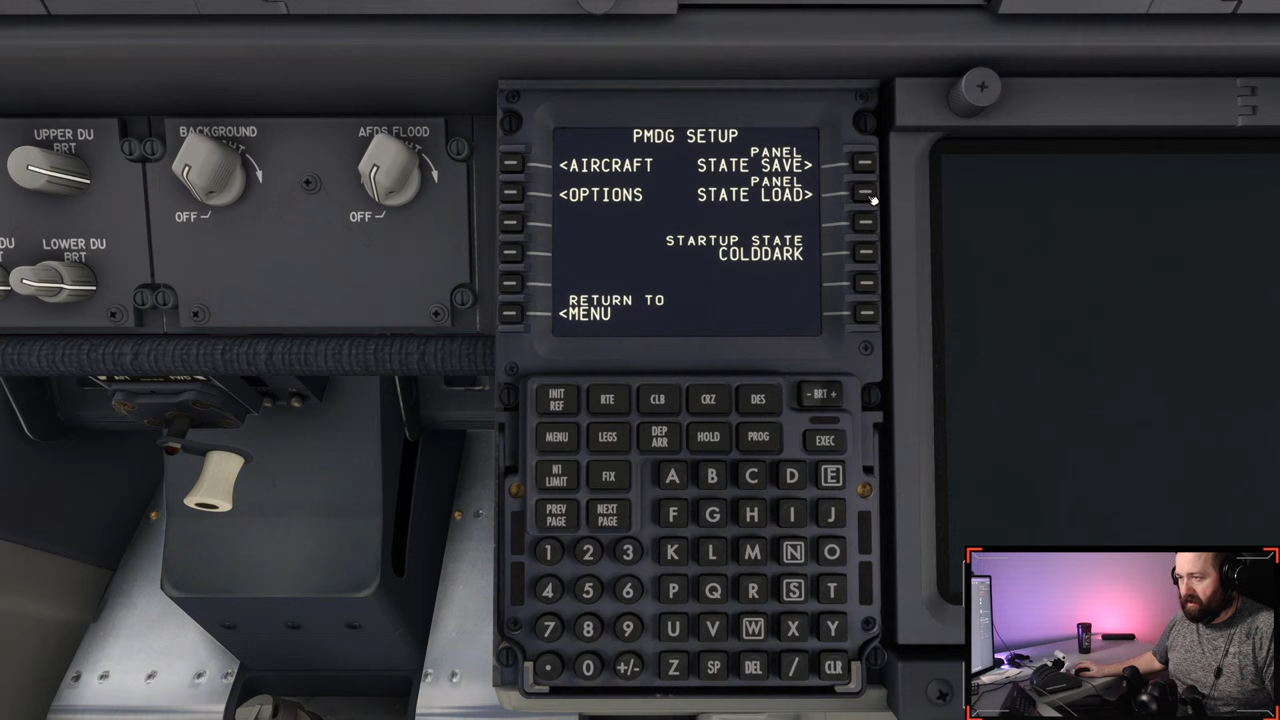 UPPER DU
BRT
BACKGROUND
AFDS FLOOD
OFF
OFF
LOWER DU
BRT
DU
PMDG SETUP
PANEL
<AIRCRAFT STATE SAVE>
PANEL
<OPTIONS STATE LOAD>
STARTUP STATE
COLDDARK
RETURN TO
<MENU
INIT REF RTE CLB CRZ DES - BRT +
MENU LEGS DEP ARR HOLD PROG EXEC
N1 LIMIT FIX A B C D E
PREV PAGE NEXT PAGE F G H I J
1 2 3 K L M N O
4 5 6 P Q R S T
7 8 9 U V W X Y
. 0 +/- Z SP DEL / CLR